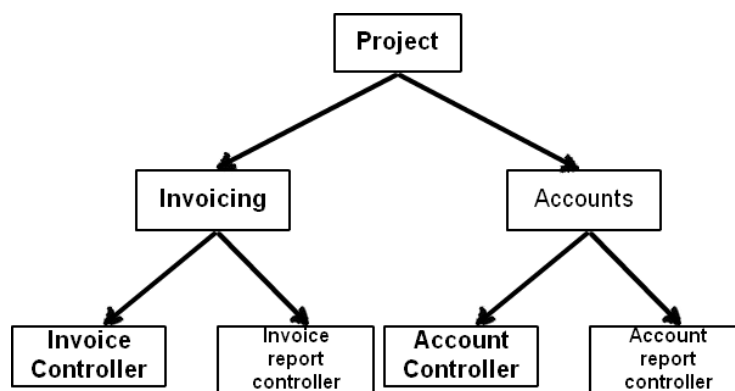 Project
Invoicing
Accounts
Invoice
Controller
Invoice
report
controller
Account
Controller
Account
report
controller